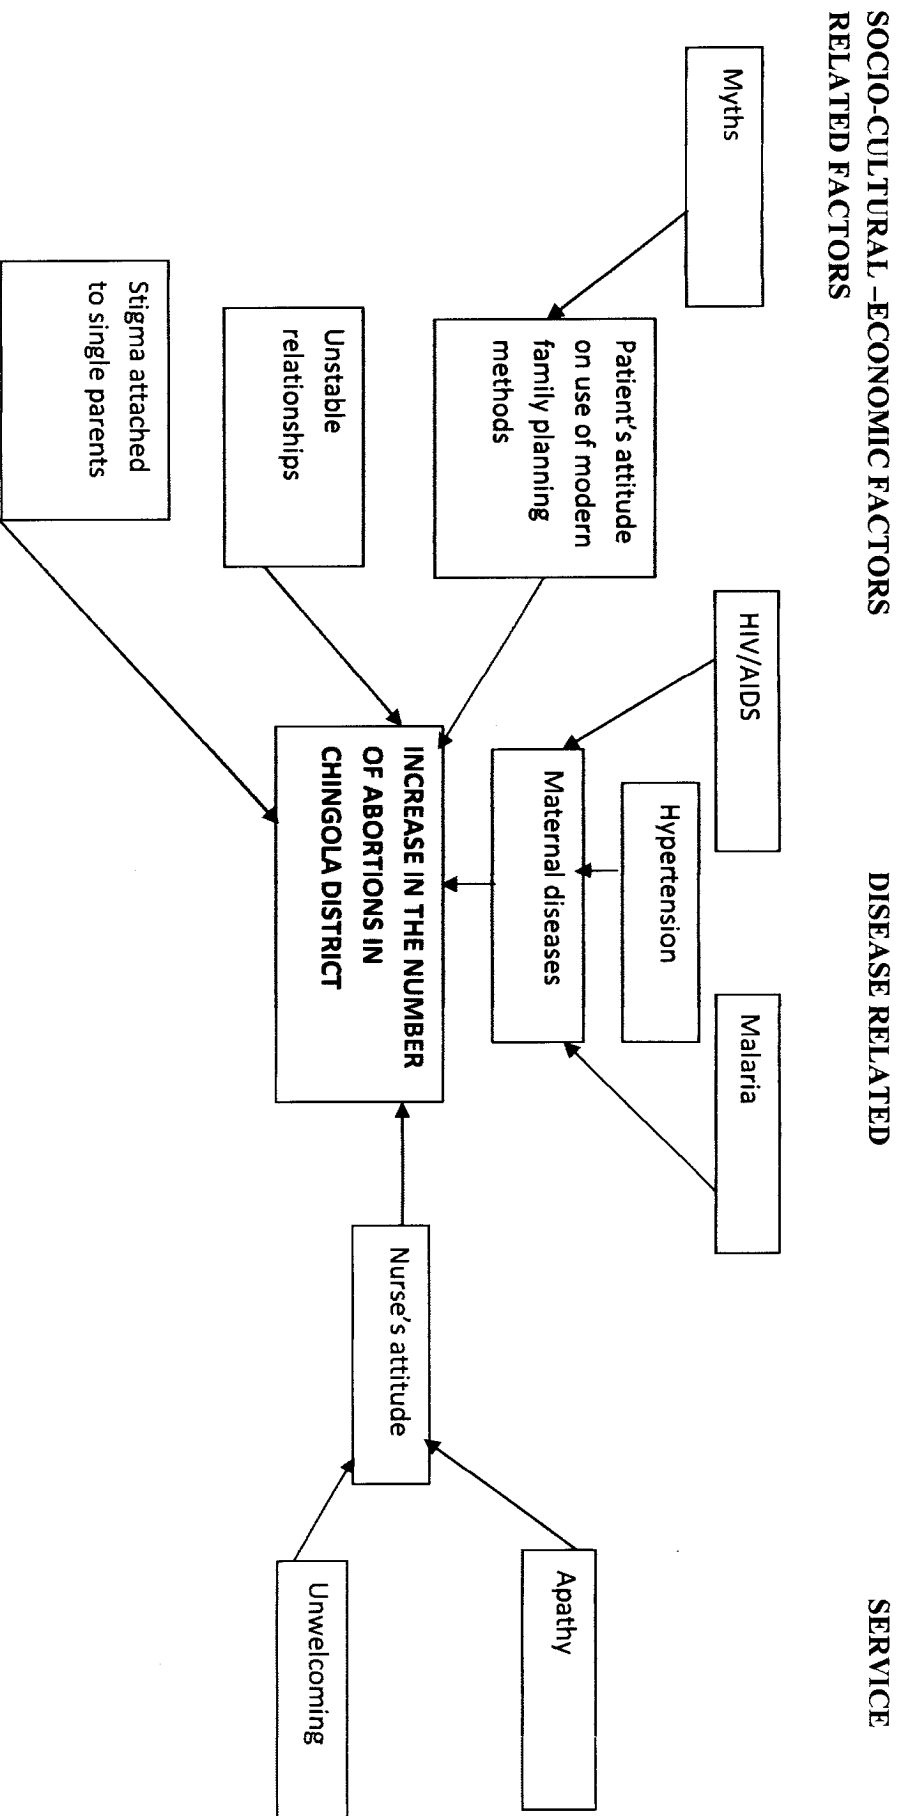 SOCIO-CULTURAL –ECONOMIC FACTORS
RELATED FACTORS
DISEASE RELATED
SERVICE
Myths
HIV/AIDS
Malaria
Hypertension
Patient's attitude
on use of modern
family planning
methods
Maternal diseases
Apathy
Unstable
relationships
INCREASE IN THE NUMBER
OF ABORTIONS IN
CHINGOLA DISTRICT
Nurse's attitude
Unwelcoming
Stigma attached
to single parents